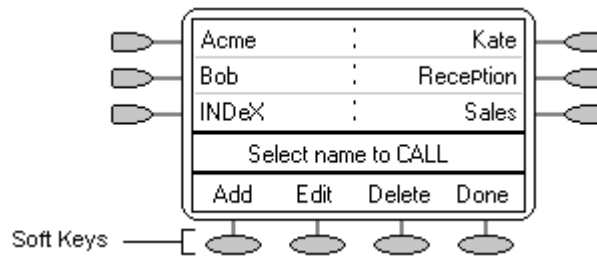 Acme : Kate
Bob : RecePtion
INDeX : Sales
Select name to CALL
Add Edit Delete Done
Soft Keys